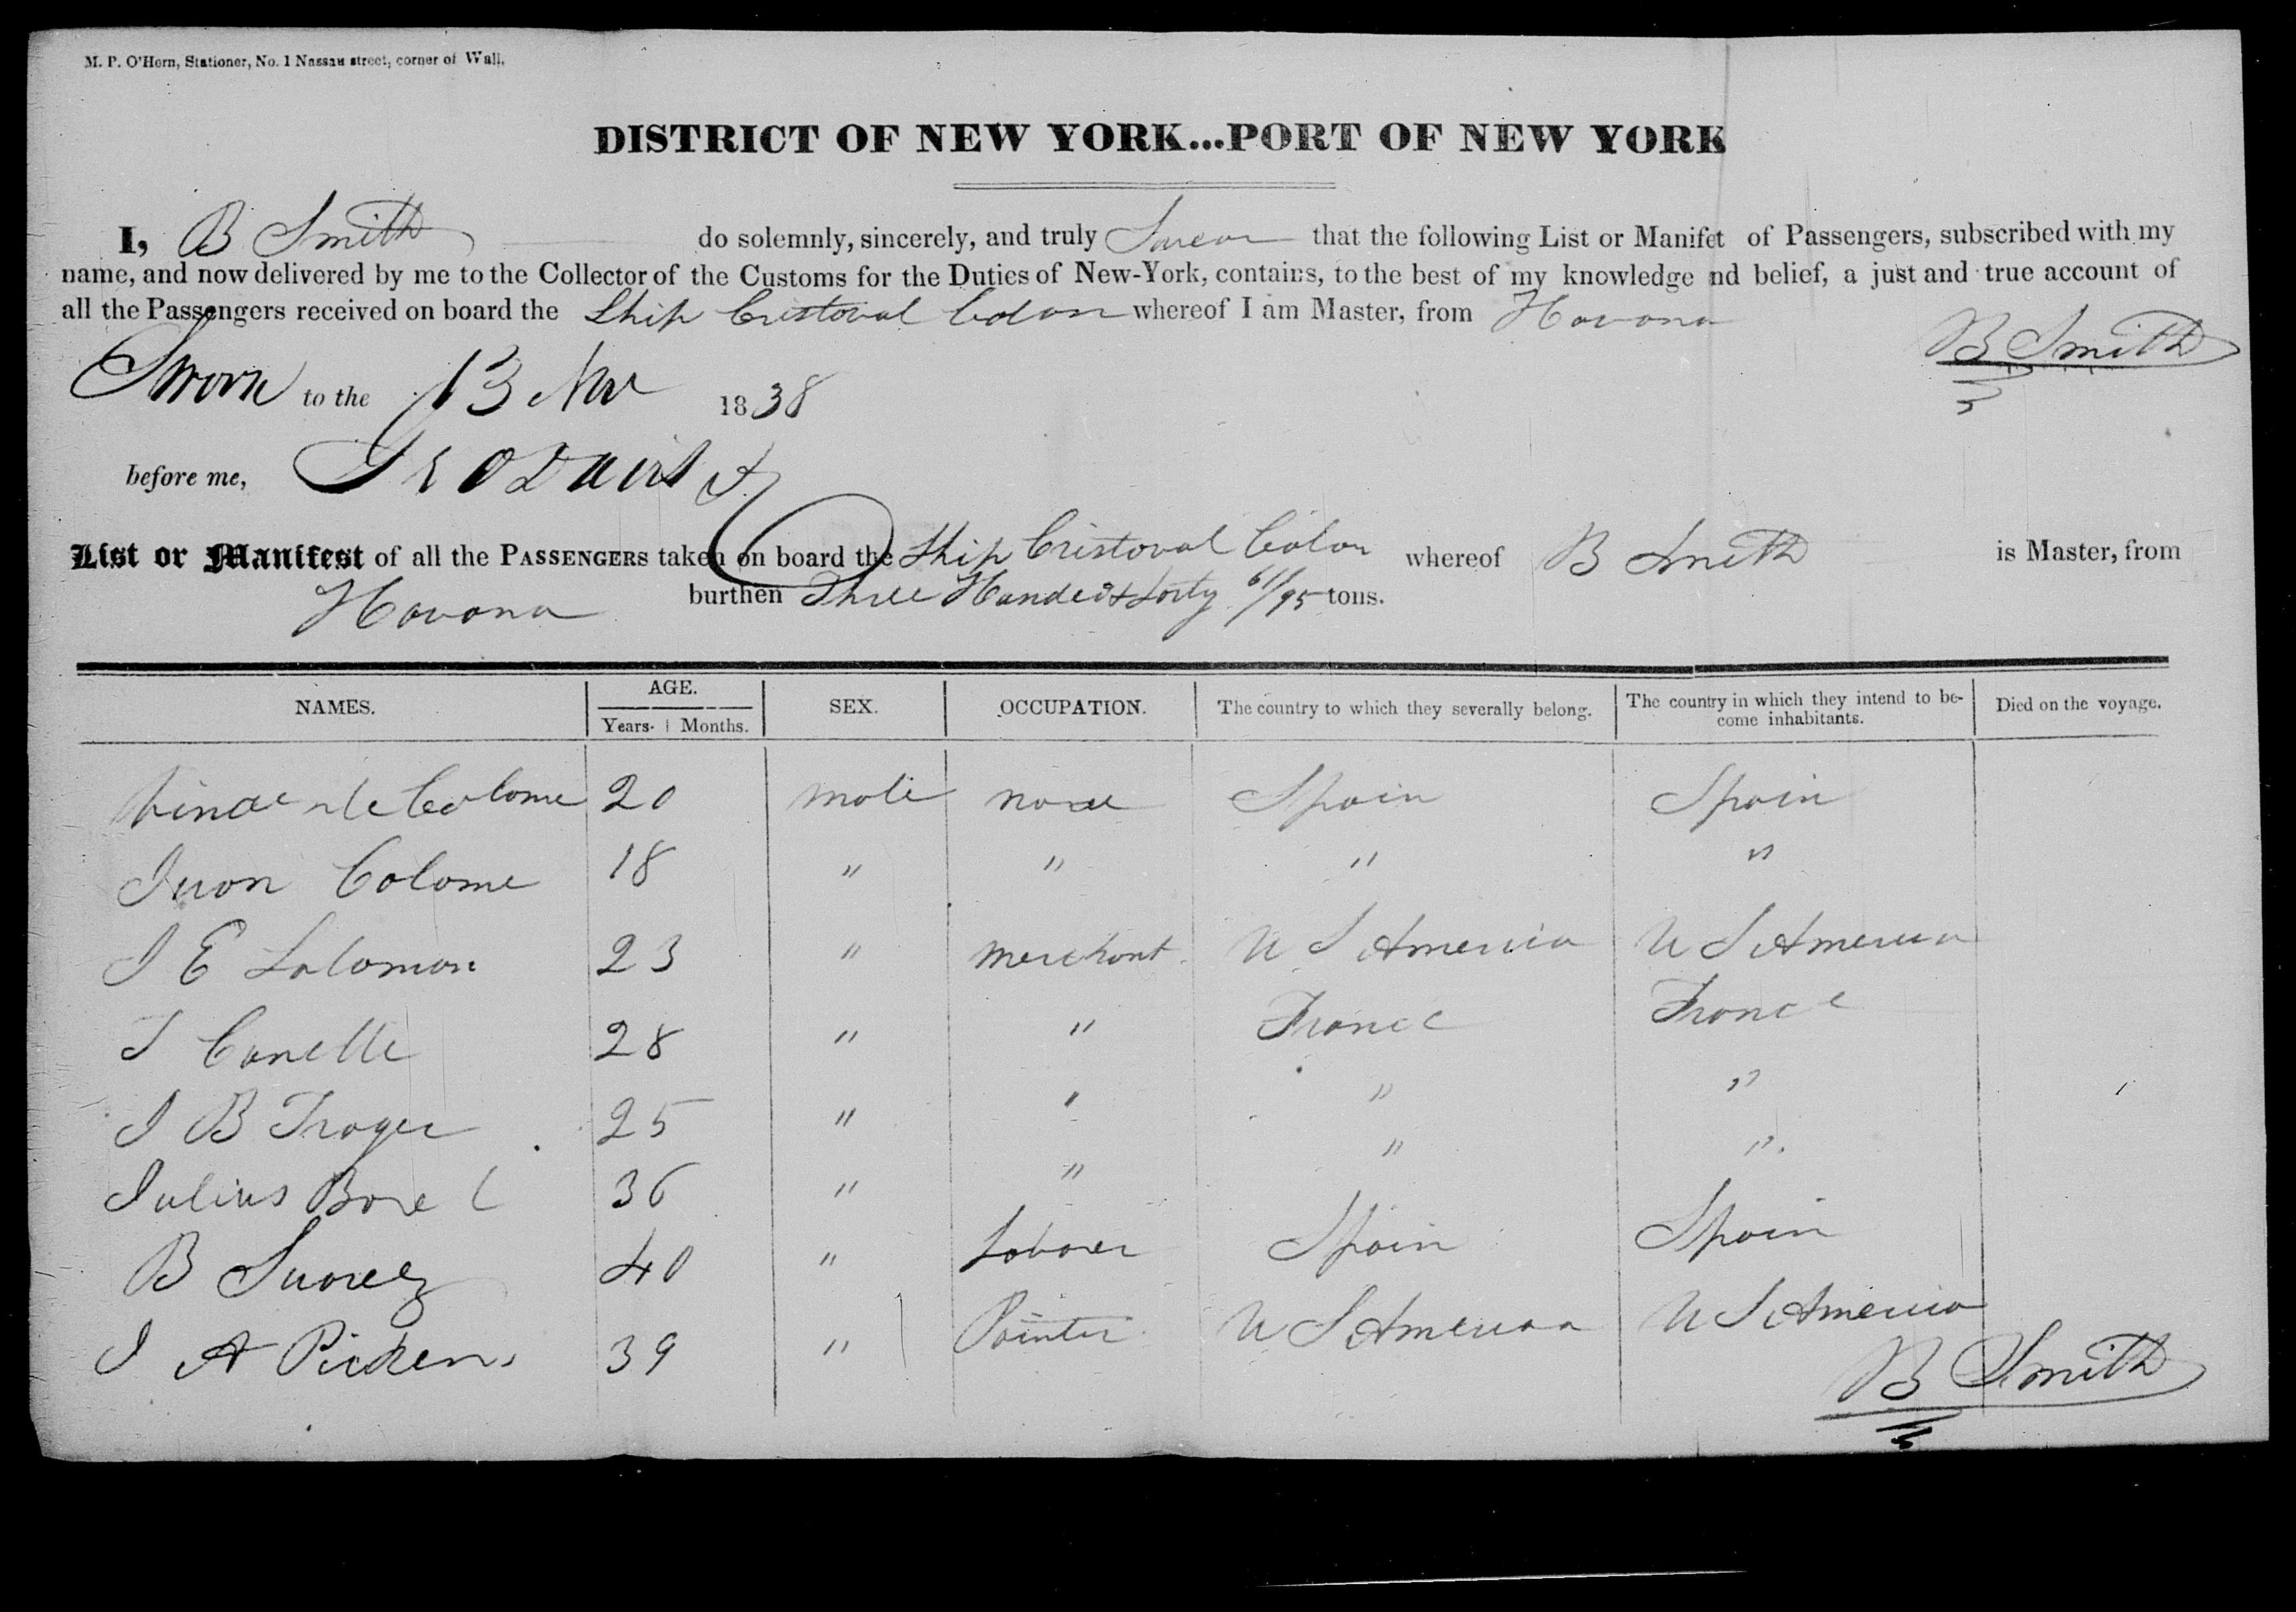 M. P. O'Hern, Stationer, No. 1 Nassau street, corner of Wall.
DISTRICT OF NEW YORK...PORT OF NEW YORK
I, B Smith do solemnly, sincerely, and truly Swear that the following List or Manifet of Passengers, subscribed with my
name, and now delivered by me to the Collector of the Customs for the Duties of New-York, contains, to the best of my knowledge nd belief, a just and true account of
all the Passengers received on board the Ship Cristoval Colon whereof I am Master, from Havana
B Smith
Sworn to the 13 Nov 1838
before me, Geo Davis
List or Manifest of all the PASSENGERS taken on board the Ship Cristoval Colon whereof B Smith is Master, from
Havana burthen Three Hundred & forty 61/95 tons.
NAMES. AGE. SEX. OCCUPATION. The country to which they severally belong. The country in which they intend to be- Died on the voyage.
Years. Months. come inhabitants.
de Colome 20 male none Spain Spain
Juan Colome 18 " " " "
J E Salomon 23 " merchant U S America U S America
J Canelle 28 " " France France
J B Troyer 25 " " " "
Julius Borel 36 " " " "
B Suarez 40 " Laborer Spain Spain
J A Pickens 39 " Painter U S America U S America
B Smith